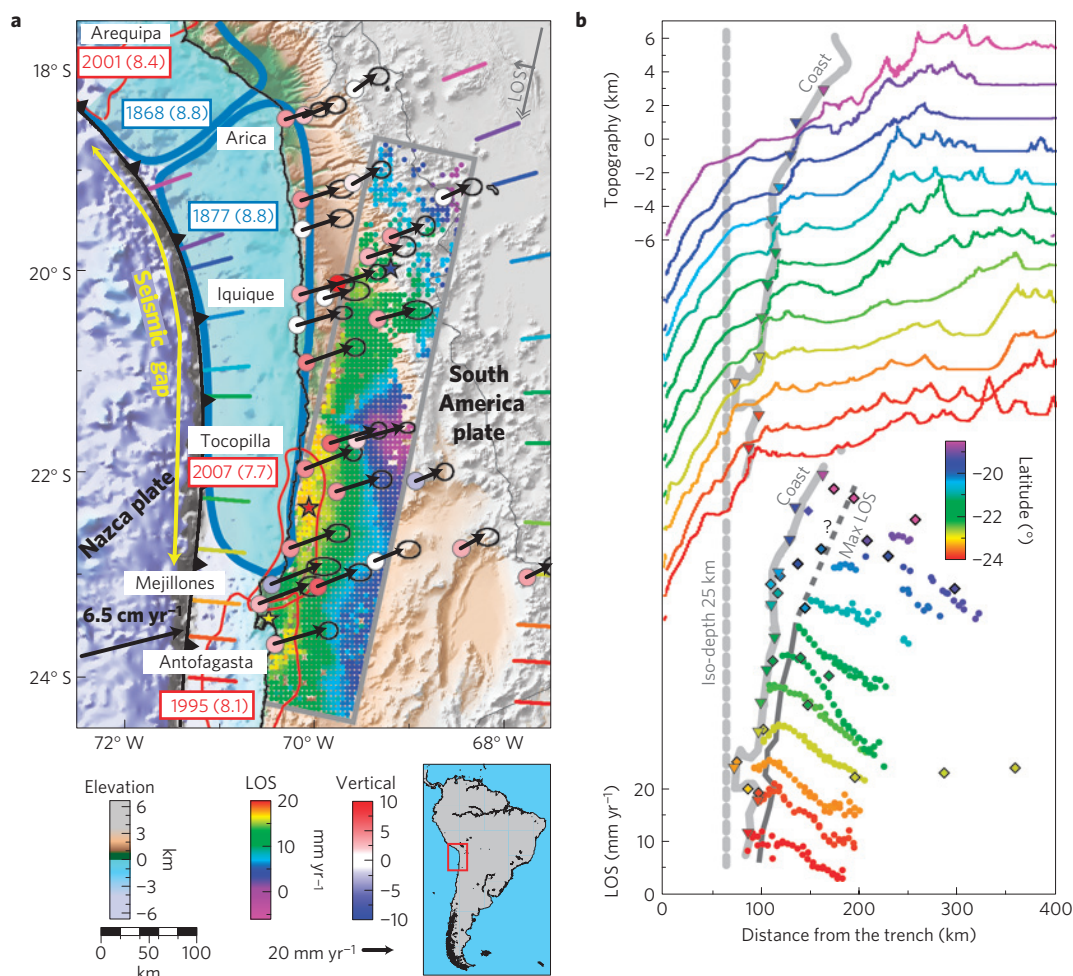 a
Arequipa
2001 (8.4)
1868 (8.8)
Arica
LOS
1877 (8.8)
Iquique
Seismic gap
South
America
plate
Tocopilla
2007 (7.7)
Nazca plate
Mejillones
6.5 cm yr⁻¹
Antofagasta
1995 (8.1)
18° S
20° S
22° S
24° S
72° W
70° W
68° W
Elevation
6
3
0
−3
−6
km
0 50 100
km
LOS
20
10
0
mm yr⁻¹
Vertical
10
5
0
−5
−10
20 mm yr⁻¹
b
Topography (km)
6
4
2
0
−2
−4
−6
Coast
Coast
?
Max LOS
Iso-depth 25 km
Latitude (°)
−20
−22
−24
LOS (mm yr⁻¹)
20
10
0
0 100 200 300 400
Distance from the trench (km)